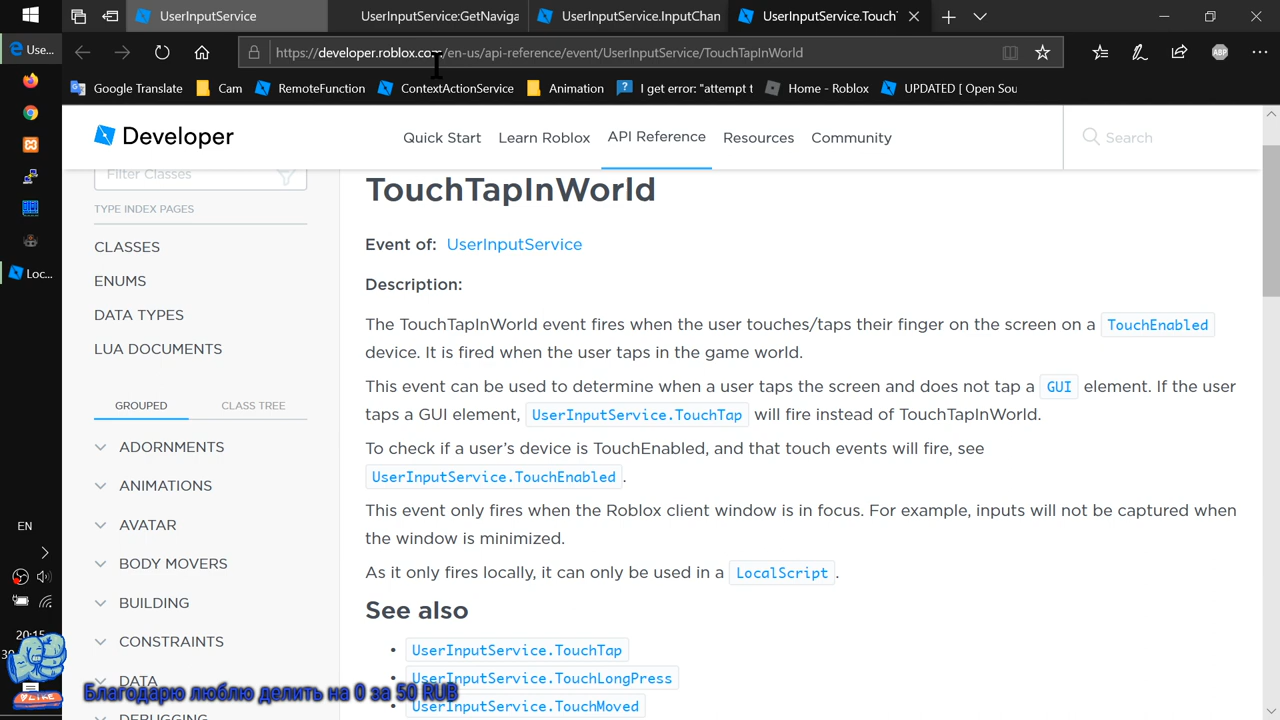 UserInputService
UserInputService:GetNaviga
UserInputService.InputChan
UserInputService.TouchT
Use...
https://developer.roblox.com/en-us/api-reference/event/UserInputService/TouchTapInWorld
ABP
Google Translate
Cam
RemoteFunction
ContextActionService
Animation
I get error: "attempt t
Home - Roblox
UPDATED [ Open Sou
Developer
Quick Start
Learn Roblox
API Reference
Resources
Community
Search
Filter Classes
TYPE INDEX PAGES
CLASSES
ENUMS
DATA TYPES
LUA DOCUMENTS
GROUPED
CLASS TREE
ADORNMENTS
ANIMATIONS
AVATAR
BODY MOVERS
BUILDING
CONSTRAINTS
DATA
DEBUGGING
TouchTapInWorld
Event of: UserInputService
Description:
The TouchTapInWorld event fires when the user touches/taps their finger on the screen on a TouchEnabled
device. It is fired when the user taps in the game world.
This event can be used to determine when a user taps the screen and does not tap a GUI element. If the user
taps a GUI element, UserInputService.TouchTap will fire instead of TouchTapInWorld.
To check if a user's device is TouchEnabled, and that touch events will fire, see
UserInputService.TouchEnabled.
This event only fires when the Roblox client window is in focus. For example, inputs will not be captured when
the window is minimized.
As it only fires locally, it can only be used in a LocalScript.
See also
• UserInputService.TouchTap
• UserInputService.TouchLongPress
• UserInputService.TouchMoved
Loc...
EN
20:15
Благодарю люблю делить на 0 за 50 RUB